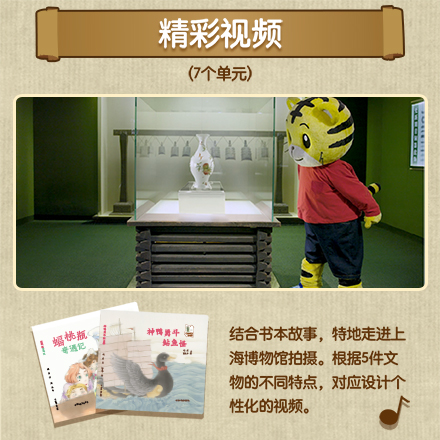 精彩视频
(7个单元)
蝠桃瓶
奇遇记
神鸭勇斗
鲇鱼怪
结合书本故事，特地走进上
海博物馆拍摄。根据5件文
物的不同特点，对应设计个
性化的视频。